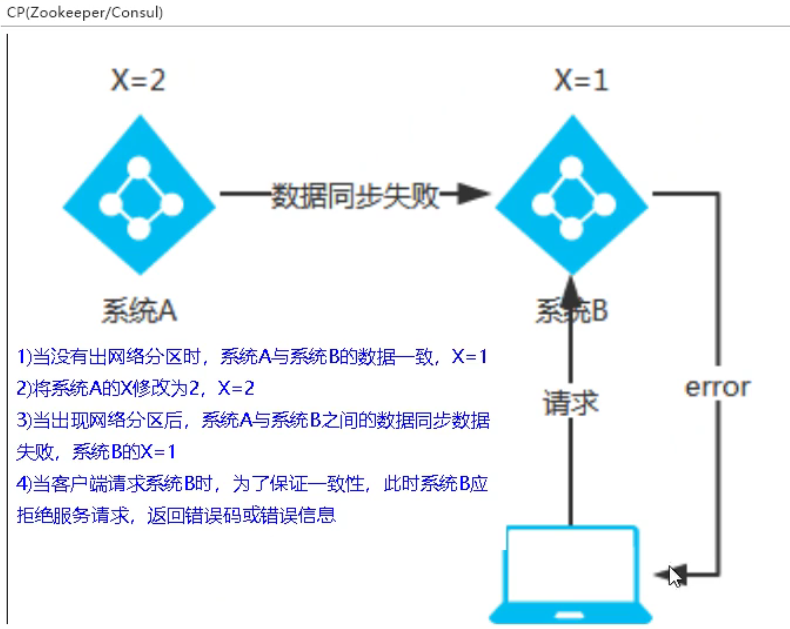 CP(Zookeeper/Consul)
X=2
X=1
数据同步失败
系统A
系统B
1)当没有出网络分区时，系统A与系统B的数据一致，X=1
2)将系统A的X修改为2，X=2
3)当出现网络分区后，系统A与系统B之间的数据同步数据
失败，系统B的X=1
4)当客户端请求系统B时，为了保证一致性，此时系统B应
拒绝服务请求，返回错误码或错误信息
请求
error